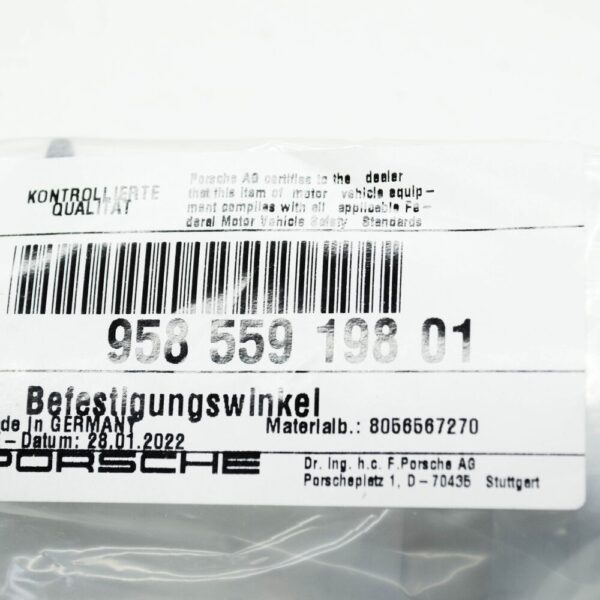 KONTROLLIERTE
QUALITÄT
Porsche AG certifies to the dealer
that this item of motor vehicle equip-
ment complies with all applicable Fe-
deral Motor Vehicle Safety Standards
958 559 198 01
Befestigungswinkel
de in GERMANY
Materialb.: 8056567270
-Datum: 28.01.2022
PORSCHE
Dr. Ing. h.c. F.Porsche AG
Porscheplatz 1, D-70435 Stuttgart